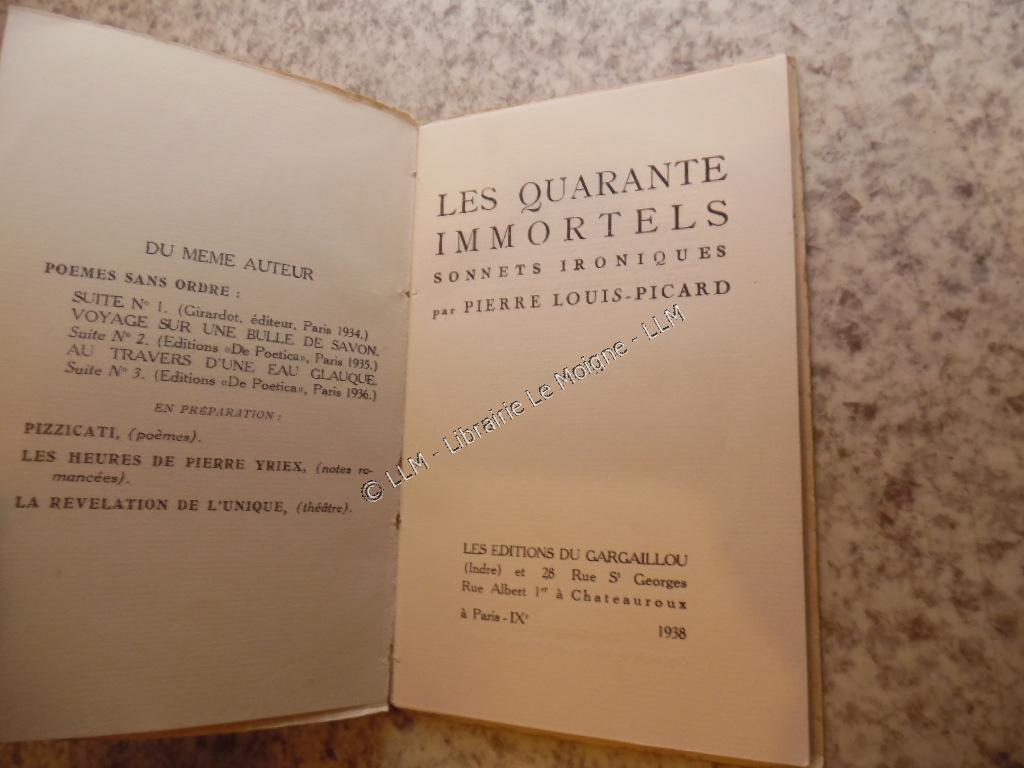 DU MEME AUTEUR
POEMES SANS ORDRE :
SUITE Nº 1. (Girardot, éditeur, Paris 1934.)
VOYAGE SUR UNE BULLE DE SAVON.
Suite Nº 2. (Editions «De Poetica», Paris 1935.)
AU TRAVERS D'UNE EAU GLAUQUE.
Suite Nº 3. (Editions «De Poetica», Paris 1936.)
EN PRÉPARATION :
PIZZICATI, (poèmes).
LES HEURES DE PIERRE YRIEX, (notes ro-
mancées).
LA REVELATION DE L'UNIQUE, (théâtre).
LES QUARANTE
IMMORTELS
SONNETS IRONIQUES
par PIERRE LOUIS-PICARD
LES EDITIONS DU GARGAILLOU
(Indre) et 28 Rue St Georges
Rue Albert 1er à Chateauroux
à Paris-IXe 1938
© LLM - Librairie Le Moigne - LLM